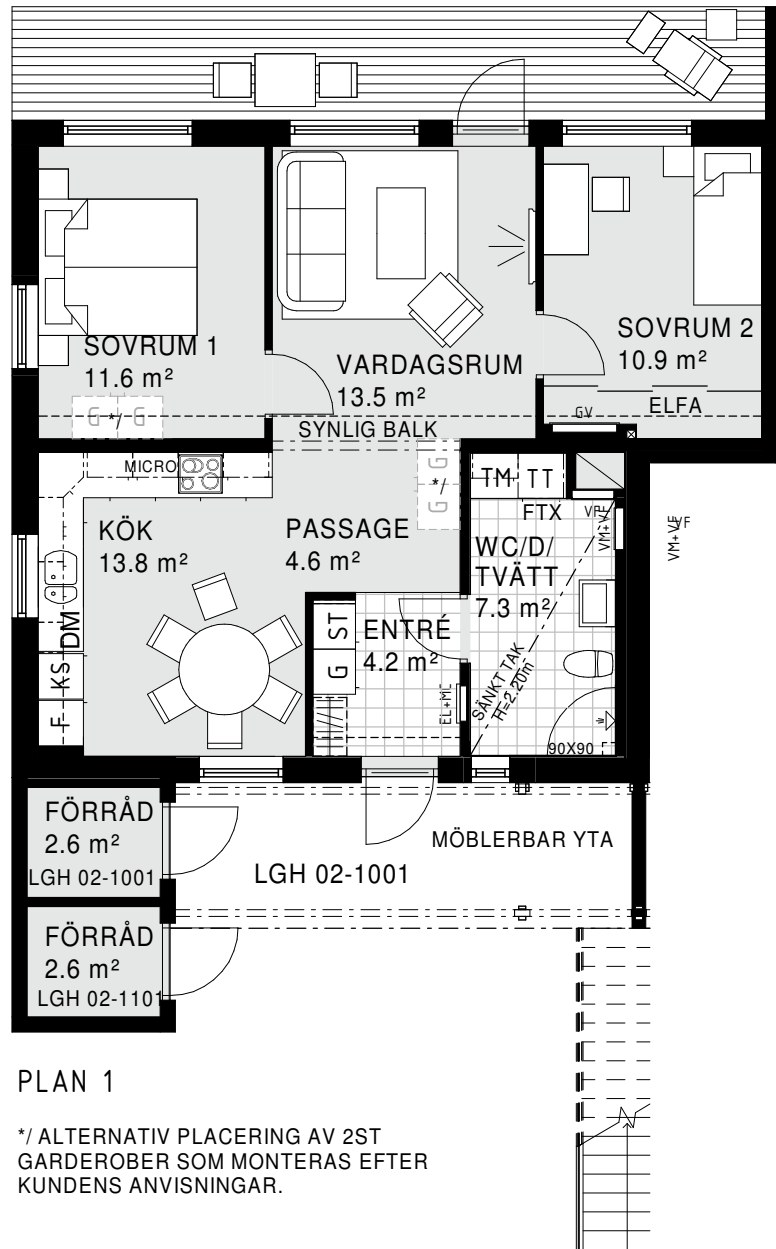 SOVRUM 1
11.6 m²
G */ G
VARDAGSRUM
13.5 m²
SYNLIG BALK
SOVRUM 2
10.9 m²
ELFA
GV
MICRO
KÖK
13.8 m²
DM
KS
F
PASSAGE
4.6 m²
G */ G
TM
TT
FTX
VM+VF
VM+VF
WC/D/
TVÄTT
7.3 m²
SÄNKT TAK
H=2.20m
90X90
ST
G
ENTRÉ
4.2 m²
FÖRRÅD
2.6 m²
LGH 02-1001
LGH 02-1001
MÖBLERBAR YTA
FÖRRÅD
2.6 m²
LGH 02-1101
PLAN 1
*/ ALTERNATIV PLACERING AV 2ST
GARDEROBER SOM MONTERAS EFTER
KUNDENS ANVISNINGAR.